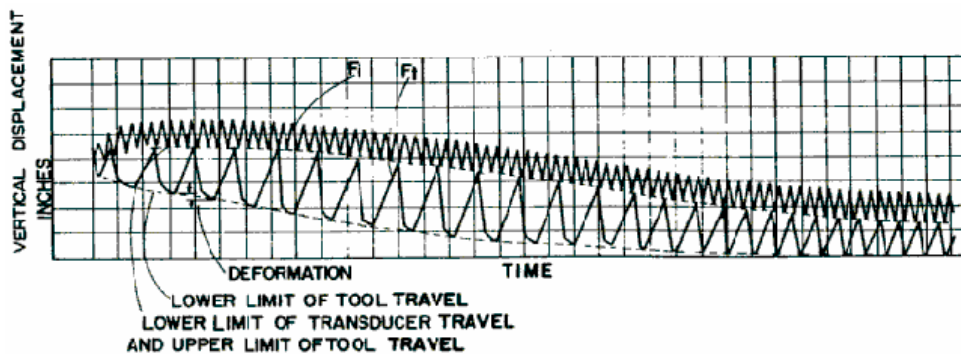 VERTICAL DISPLACEMENT
INCHES
Fi
Ft
DEFORMATION
TIME
LOWER LIMIT OF TOOL TRAVEL
LOWER LIMIT OF TRANSDUCER TRAVEL
AND UPPER LIMIT OF TOOL TRAVEL